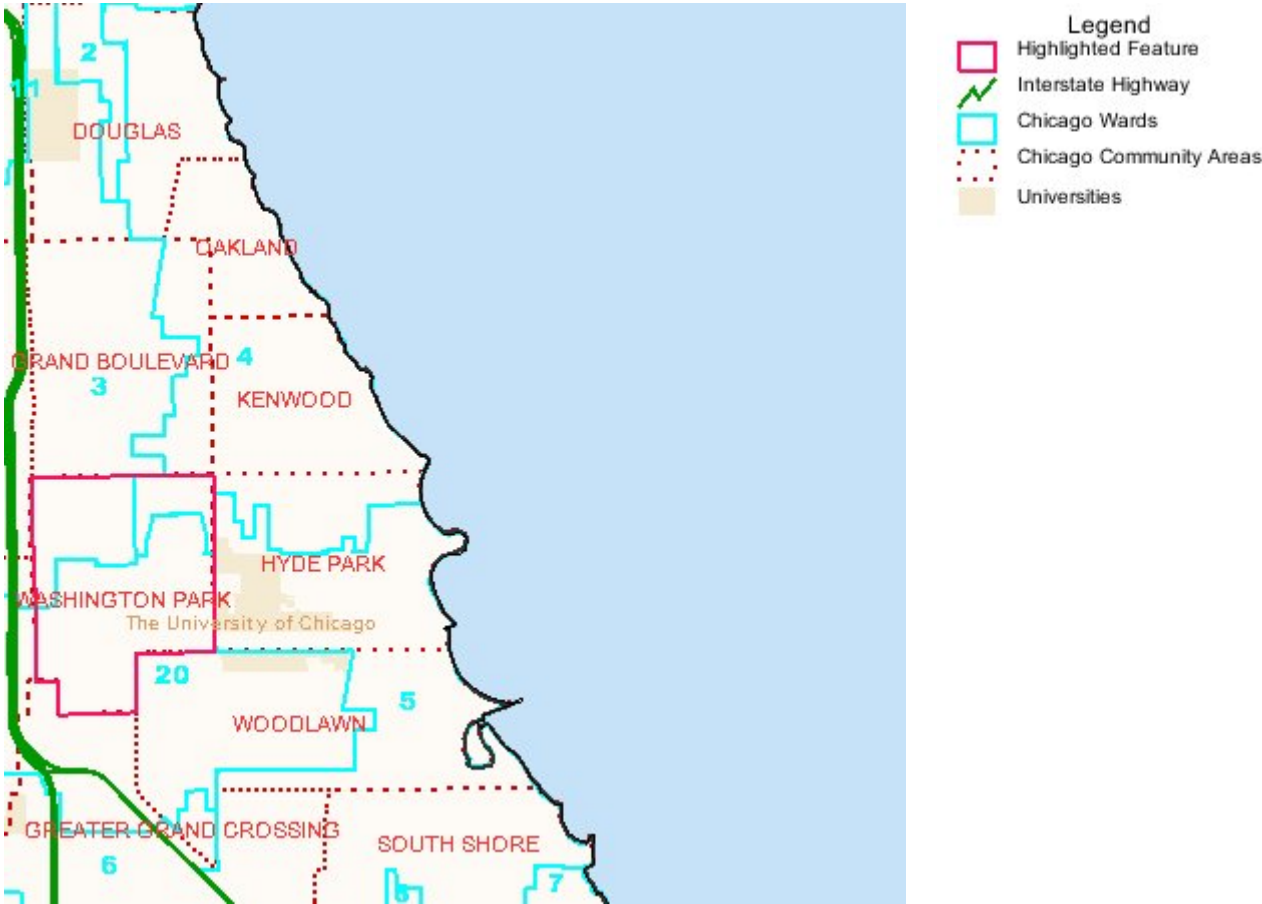 Legend
Highlighted Feature
Interstate Highway
Chicago Wards
Chicago Community Areas
Universities
2
11
DOUGLAS
OAKLAND
GRAND BOULEVARD
4
3
KENWOOD
HYDE PARK
WASHINGTON PARK
The University of Chicago
20
5
WOODLAWN
GREATER GRAND CROSSING
SOUTH SHORE
6
7